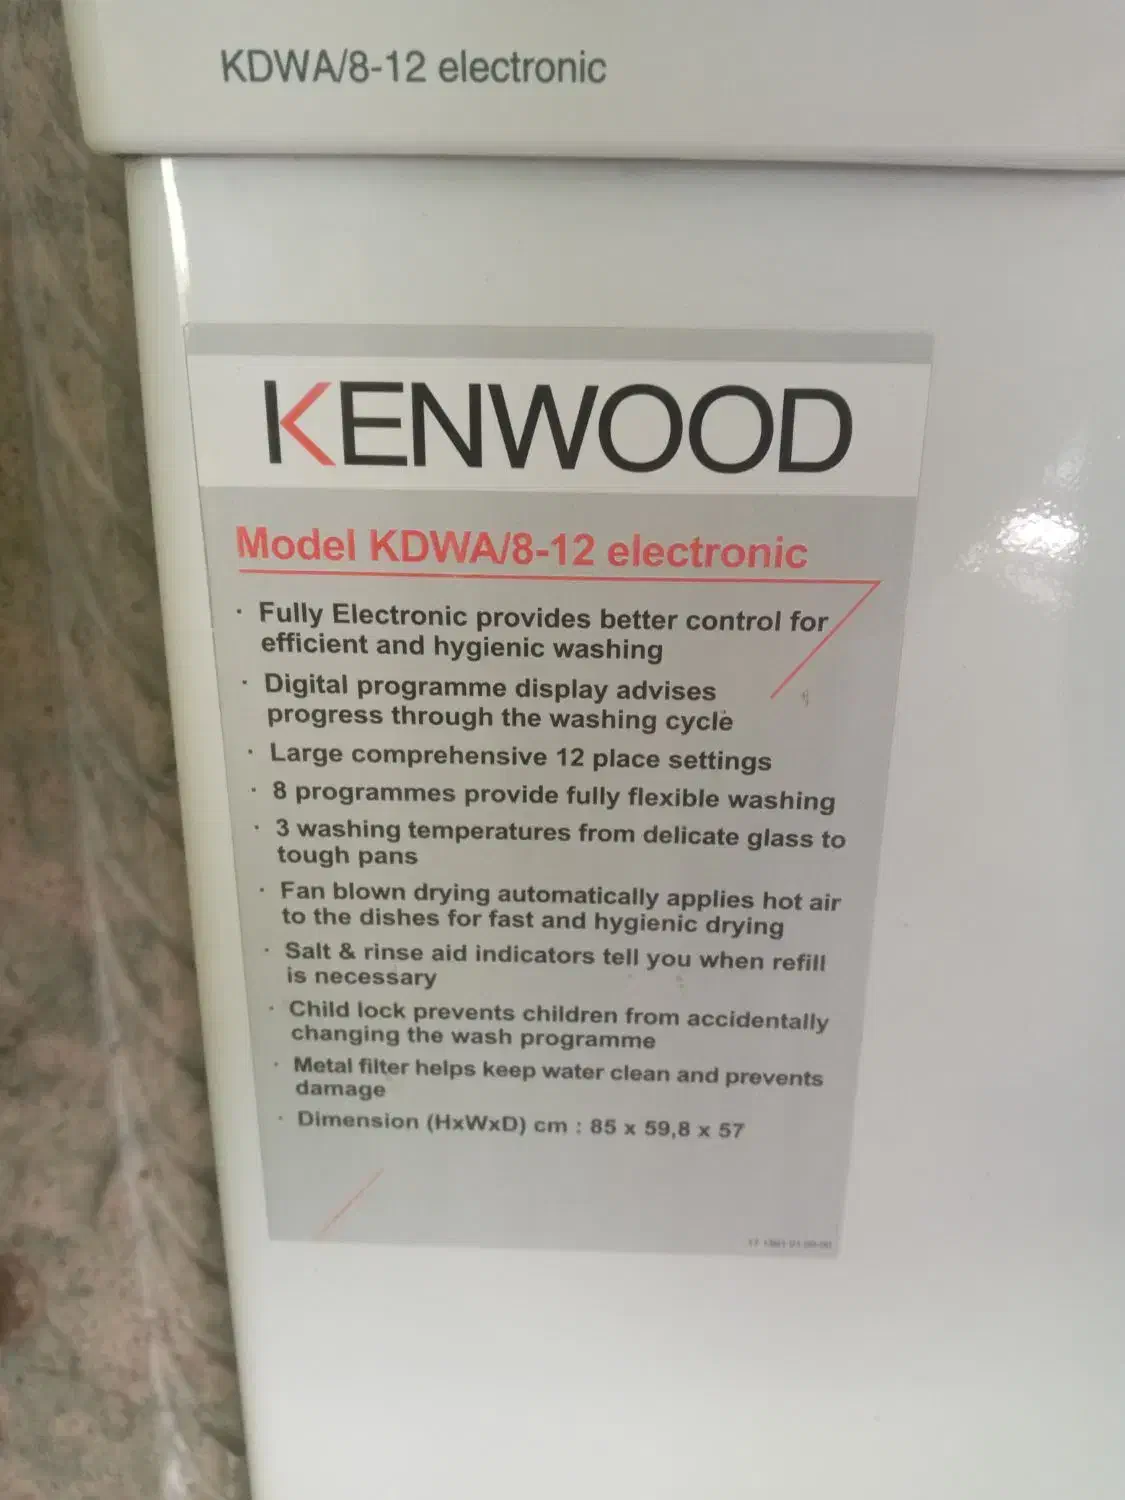 KDWA/8-12 electronic
KENWOOD
Model KDWA/8-12 electronic
· Fully Electronic provides better control for
efficient and hygienic washing
· Digital programme display advises
progress through the washing cycle
· Large comprehensive 12 place settings
· 8 programmes provide fully flexible washing
· 3 washing temperatures from delicate glass to
tough pans
· Fan blown drying automatically applies hot air
to the dishes for fast and hygienic drying
· Salt & rinse aid indicators tell you when refill
is necessary
· Child lock prevents children from accidentally
changing the wash programme
· Metal filter helps keep water clean and prevents
damage
· Dimension (HxWxD) cm : 85 x 59,8 x 57